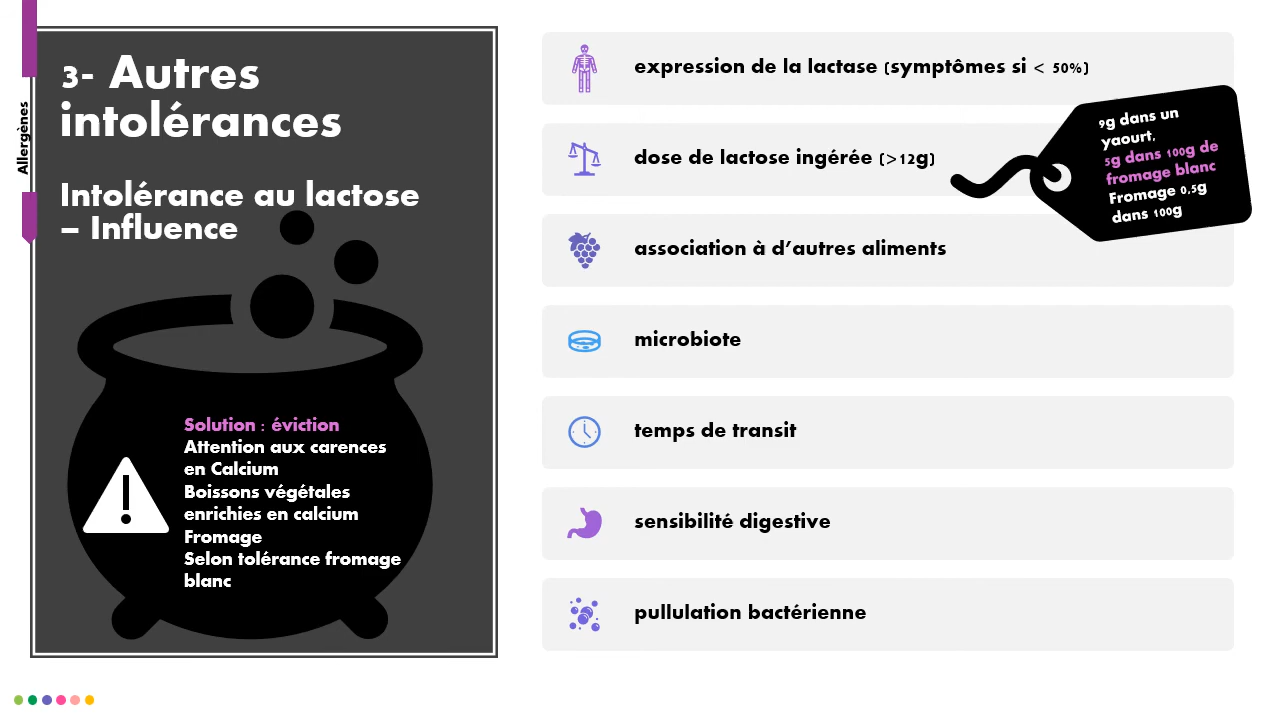 Allergènes
3- Autres
intolérances
Intolérance au lactose
– Influence
Solution : éviction
Attention aux carences
en Calcium
Boissons végétales
enrichies en calcium
Fromage
Selon tolérance fromage
blanc
expression de la lactase (symptômes si < 50%)
dose de lactose ingérée (>12g)
9g dans un
yaourt.
5g dans 100g de
fromage blanc
Fromage 0,5g
dans 100g
association à d’autres aliments
microbiote
temps de transit
sensibilité digestive
pullulation bactérienne